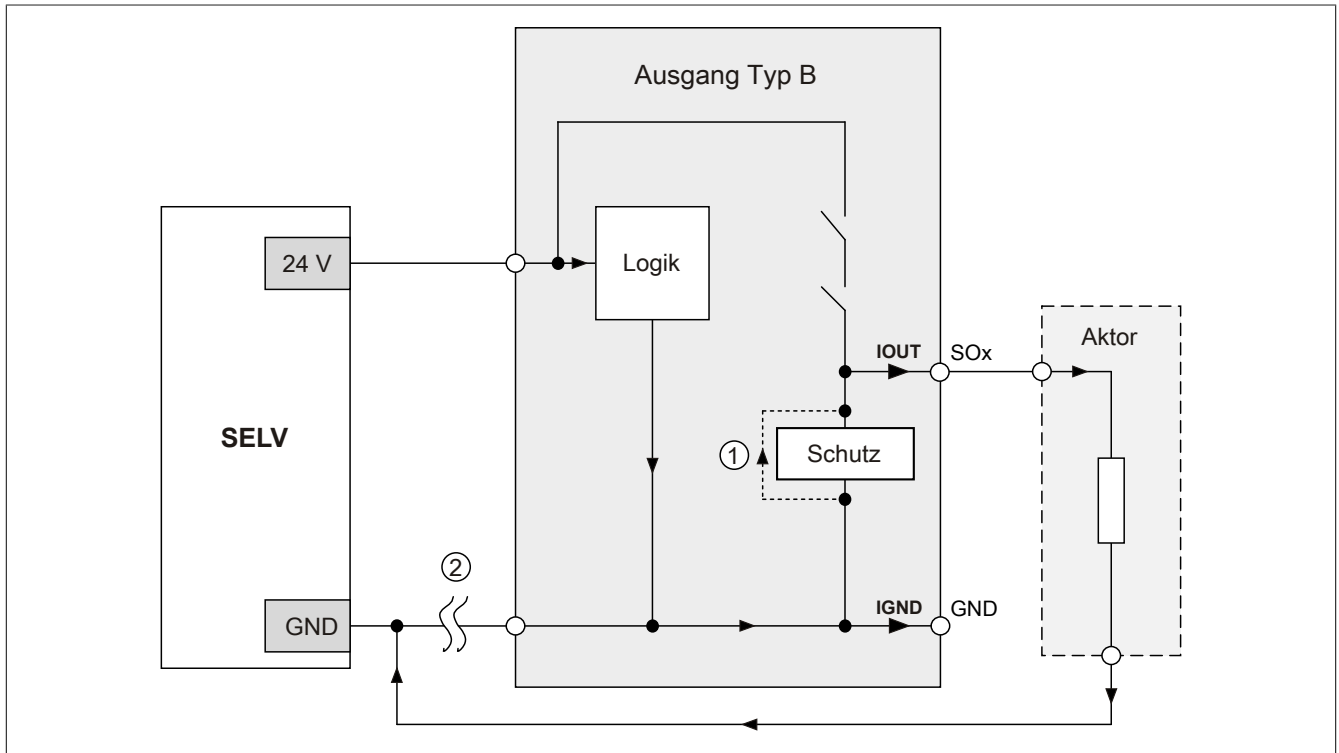 Ausgang Typ B
24 V
Logik
SELV
IOUT
SOx
Aktor
1
Schutz
2
GND
IGND
GND